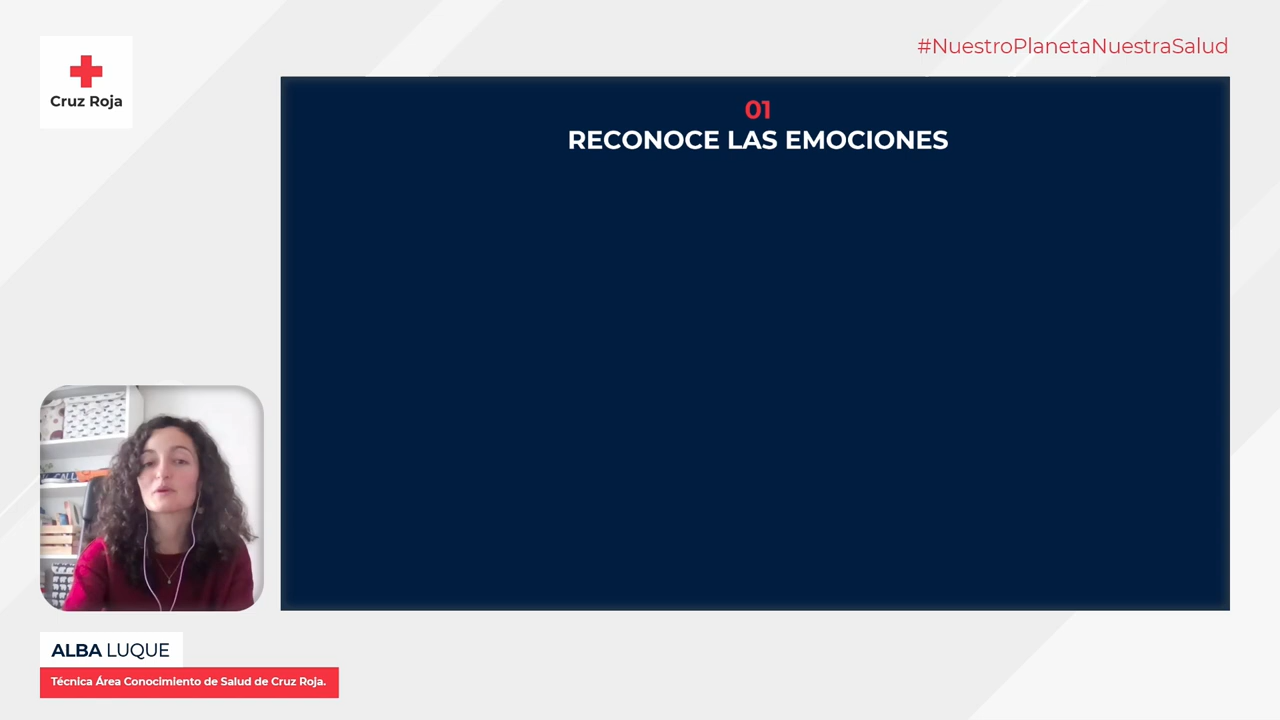 Cruz Roja
#NuestroPlanetaNuestraSalud
01
RECONOCE LAS EMOCIONES
ALBA LUQUE
Técnica Área Conocimiento de Salud de Cruz Roja.